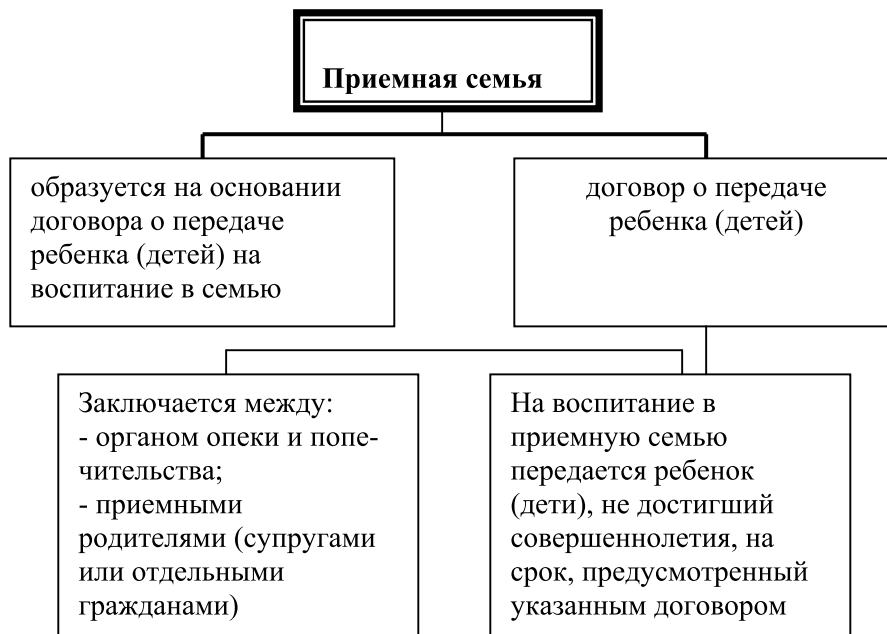 Приемная семья
образуется на основании
договора о передаче
ребенка (детей) на
воспитание в семью
договор о передаче
ребенка (детей)
Заключается между:
- органом опеки и попе-
чительства;
- приемными
родителями (супругами
или отдельными
гражданами)
На воспитание в
приемную семью
передается ребенок
(дети), не достигший
совершеннолетия, на
срок, предусмотренный
указанным договором